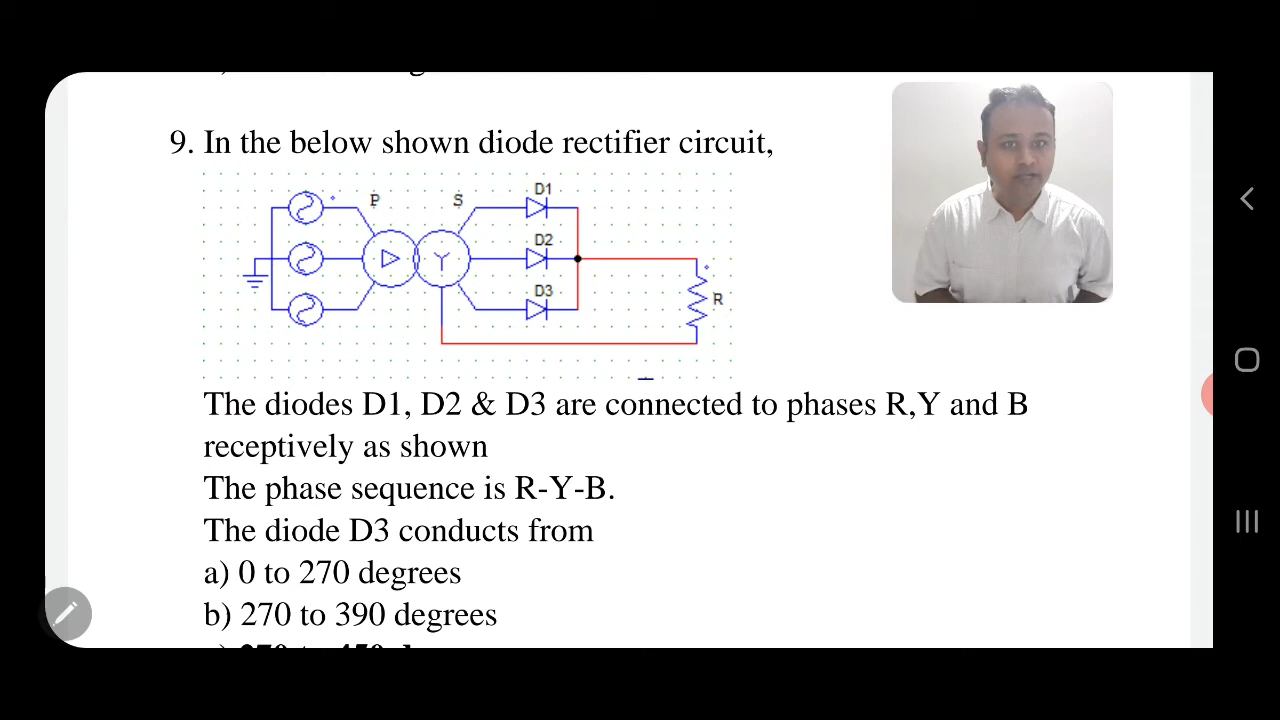 9. In the below shown diode rectifier circuit,
P S D1
D2
D3
R
The diodes D1, D2 & D3 are connected to phases R,Y and B
receptively as shown
The phase sequence is R-Y-B.
The diode D3 conducts from
a) 0 to 270 degrees
b) 270 to 390 degrees